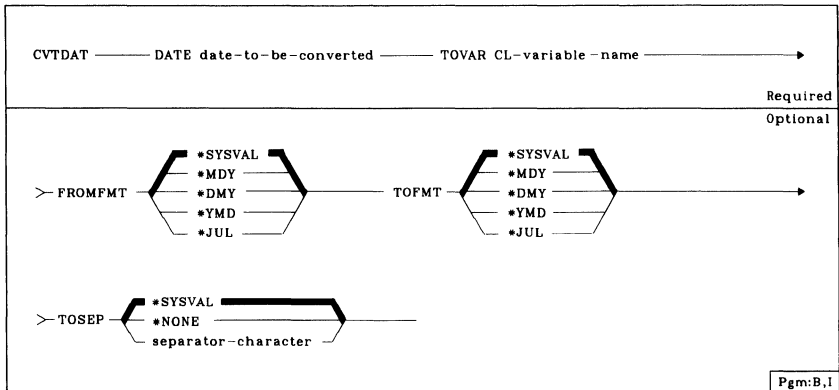 CVTDAT DATE date-to-be-converted TOVAR CL-variable-name
Required
Optional
*SYSVAL *SYSVAL
*MDY *MDY
FROMFMT *DMY TOFMT *DMY
*YMD *YMD
*JUL *JUL
*SYSVAL
TOSEP *NONE
separator-character
Pgm:B,I